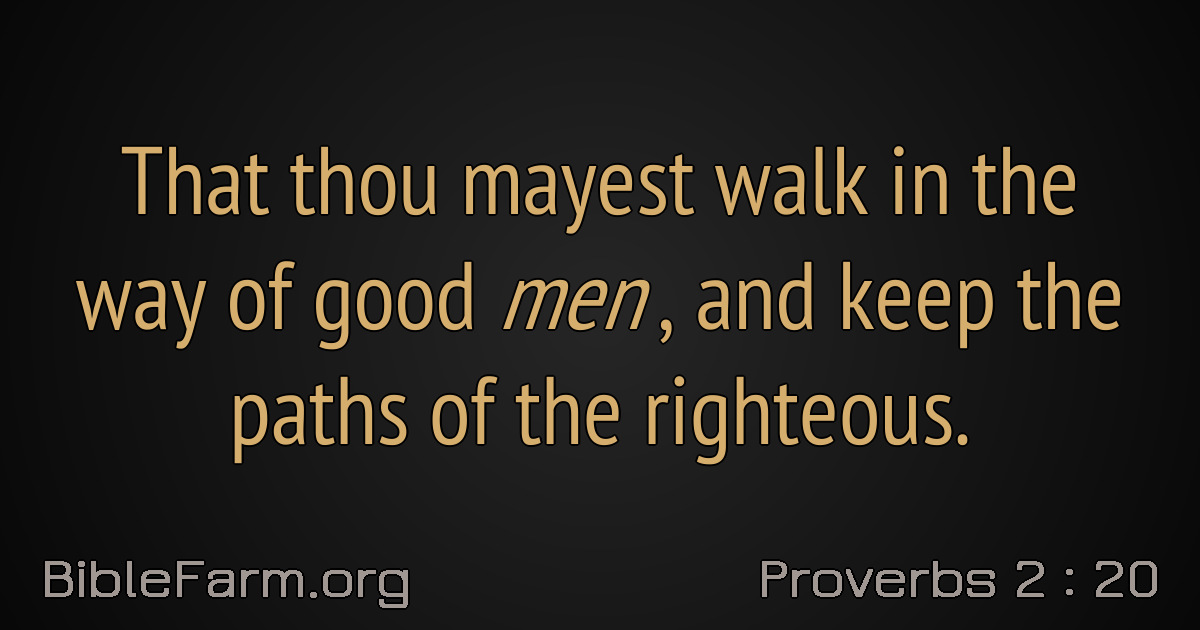 That thou mayest walk in the
way of good men, and keep the
paths of the righteous.
BibleFarm.org
Proverbs 2 : 20